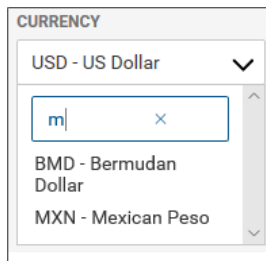 CURRENCY
USD - US Dollar
m
BMD - Bermudan
Dollar
MXN - Mexican Peso